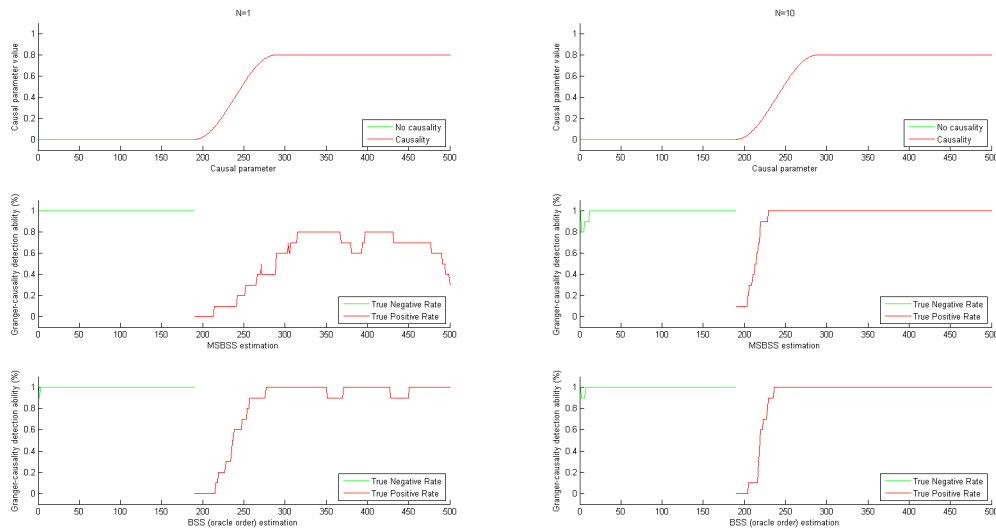 N=1
Causal parameter value
1
0.8
0.6
0.4
0.2
0
No causality
Causality
0 50 100 150 200 250 300 350 400 450 500
Causal parameter
N=10
Causal parameter value
1
0.8
0.6
0.4
0.2
0
No causality
Causality
0 50 100 150 200 250 300 350 400 450 500
Causal parameter
Granger-causality detection ability (%)
1
0.8
0.6
0.4
0.2
0
True Negative Rate
True Positive Rate
0 50 100 150 200 250 300 350 400 450 500
MSBSS estimation
Granger-causality detection ability (%)
1
0.8
0.6
0.4
0.2
0
True Negative Rate
True Positive Rate
0 50 100 150 200 250 300 350 400 450 500
MSBSS estimation
Granger-causality detection ability (%)
1
0.8
0.6
0.4
0.2
0
True Negative Rate
True Positive Rate
0 50 100 150 200 250 300 350 400 450 500
BSS (oracle order) estimation
Granger-causality detection ability (%)
1
0.8
0.6
0.4
0.2
0
True Negative Rate
True Positive Rate
0 50 100 150 200 250 300 350 400 450 500
BSS (oracle order) estimation